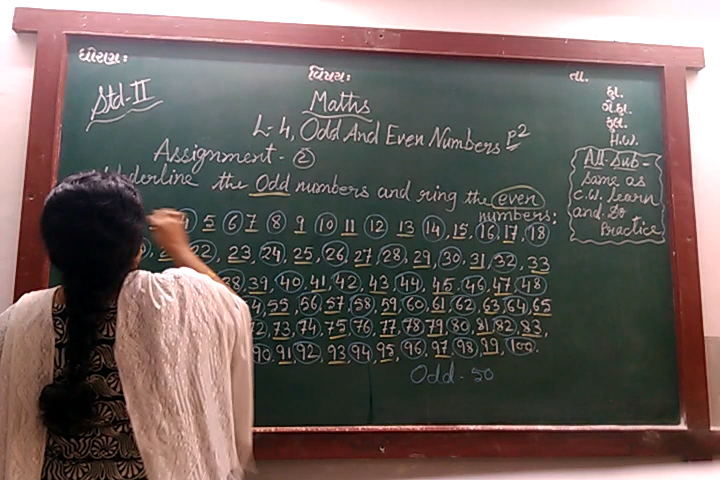 ધોરણ: વિષય: તા.
Std-II
Maths
L-4, Odd And Even Numbers P2
Assignment - 2
derline the Odd numbers and ring the even
numbers:
4, 5, 6, 7, 8, 9, 10, 11, 12, 13, 14, 15, 16, 17, 18
22, 23, 24, 25, 26, 27, 28, 29, 30, 31, 32, 33
38, 39, 40, 41, 42, 43, 44, 45, 46, 47, 48
54, 55, 56, 57, 58, 59, 60, 61, 62, 63, 64, 65
72, 73, 74, 75, 76, 77, 78, 79, 80, 81, 82, 83,
90, 91, 92, 93, 94, 95, 96, 97, 98, 99, 100.
Odd - 50
કુ.
ગે.હા.
કુલ.
H.W.
All-Sub-
Same as
C.W. learn
and do
Practice